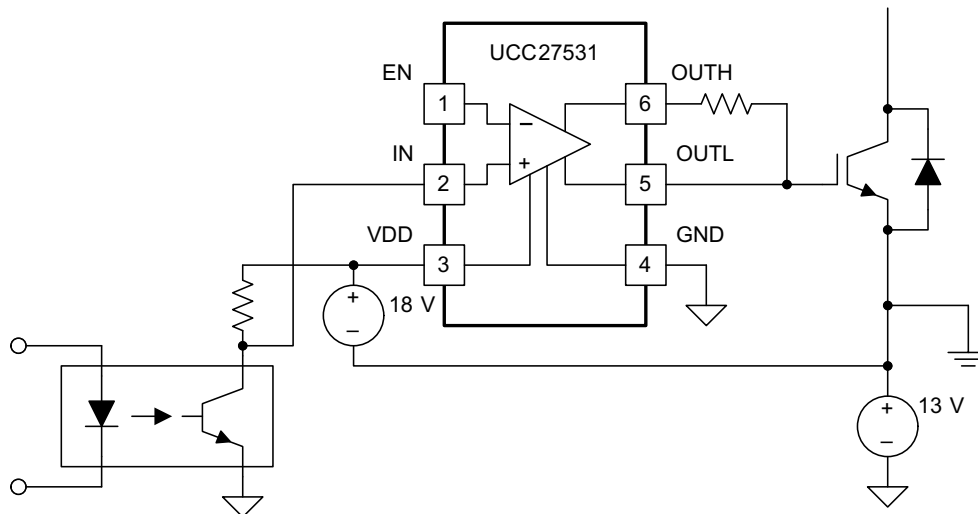 UCC27531
EN
OUTH
1
6
IN
OUTL
2
5
VDD
GND
3
4
18 V
13 V